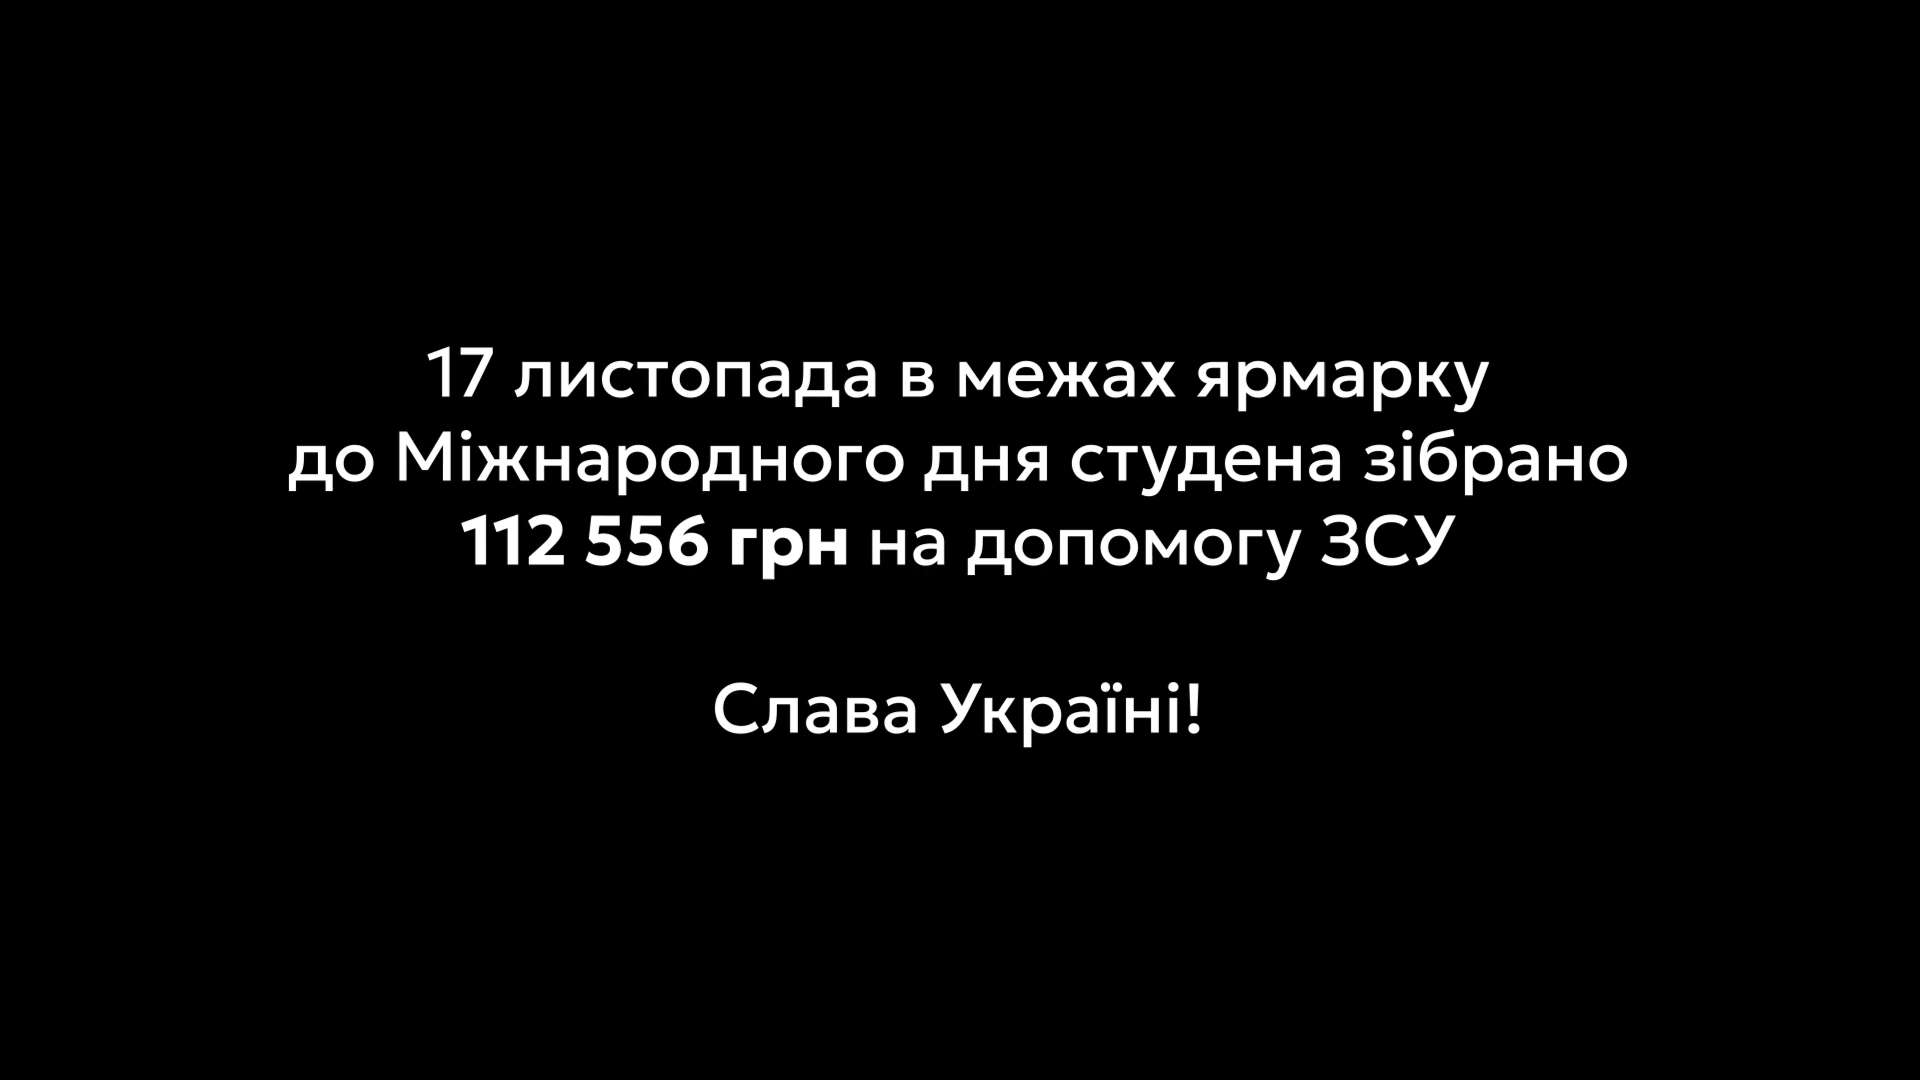 17 листопада в межах ярмарку
до Міжнародного дня студена зібрано
112 556 грн на допомогу ЗСУ
Слава Україні!